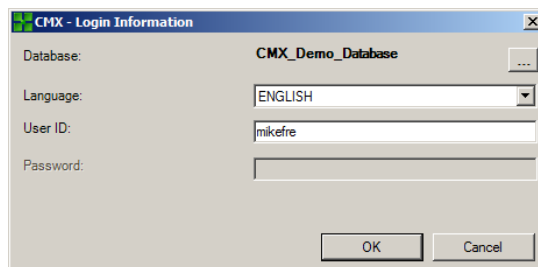 CMX - Login Information
Database: CMX_Demo_Database ...
Language: ENGLISH
User ID: mikefre
Password:
OK Cancel